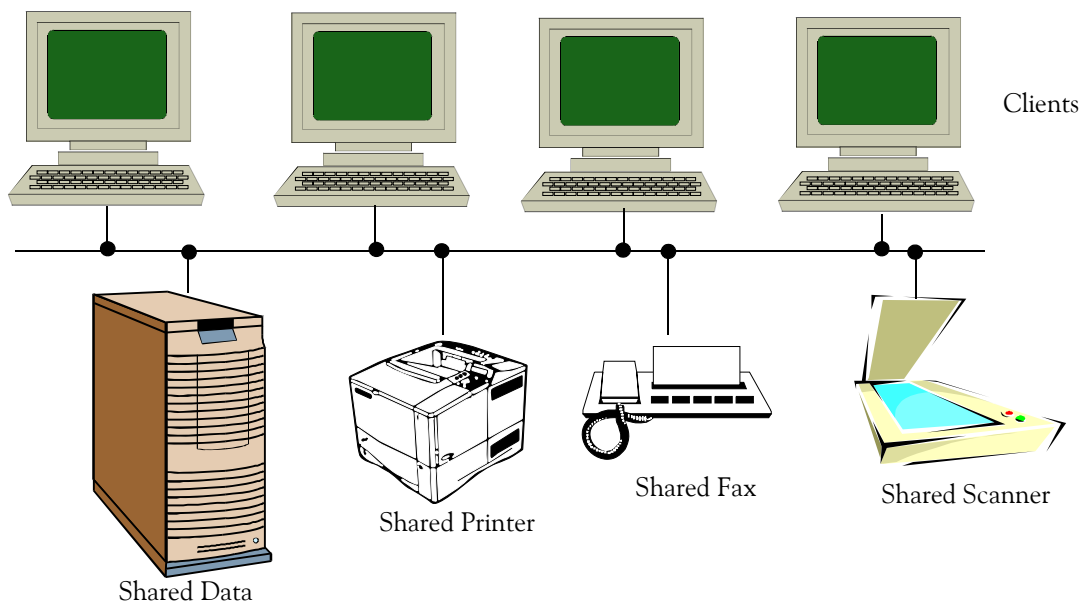 Clients
Shared Fax
Shared Scanner
Shared Printer
Shared Data